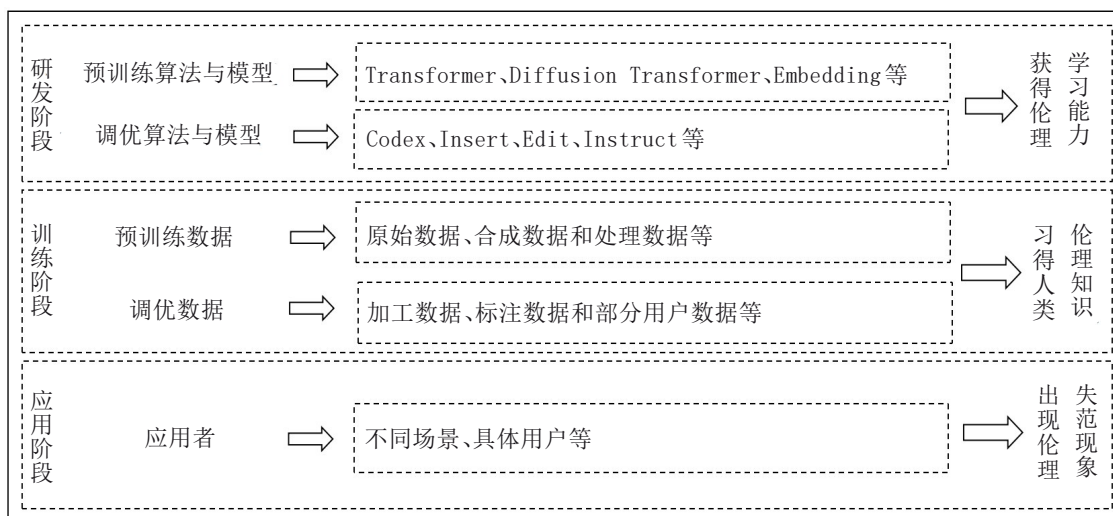 研发阶段
预训练算法与模型
Transformer、Diffusion Transformer、Embedding等
调优算法与模型
Codex、Insert、Edit、Instruct等
获得伦理
学习能力
训练阶段
预训练数据
原始数据、合成数据和处理数据等
调优数据
加工数据、标注数据和部分用户数据等
习得人类
伦理知识
应用阶段
应用者
不同场景、具体用户等
出现伦理
失范现象